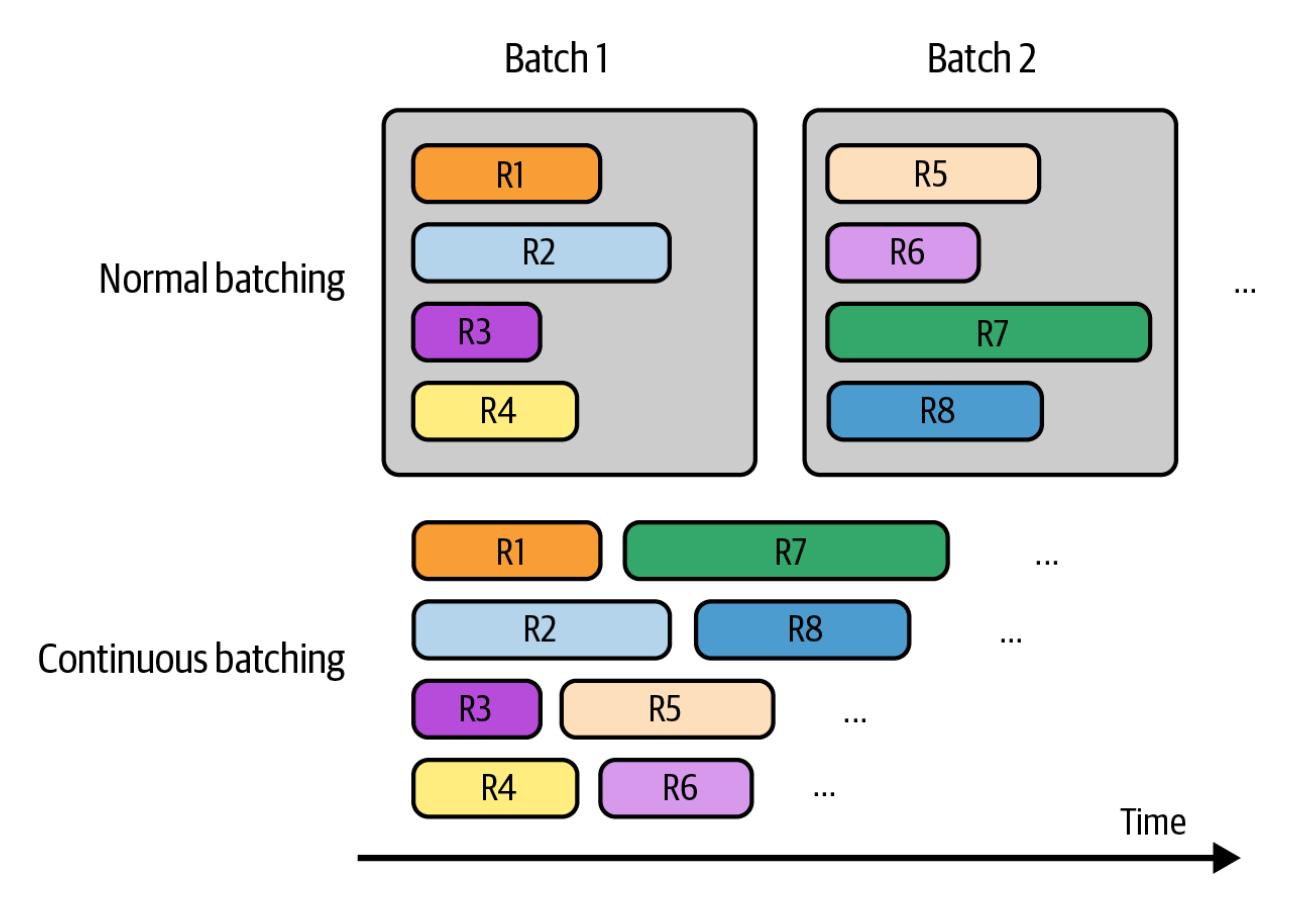 Batch 1
Batch 2
Normal batching
R1
R2
R3
R4
R5
R6
R7
R8
...
Continuous batching
R1
R7
...
R2
R8
...
R3
R5
...
R4
R6
...
Time